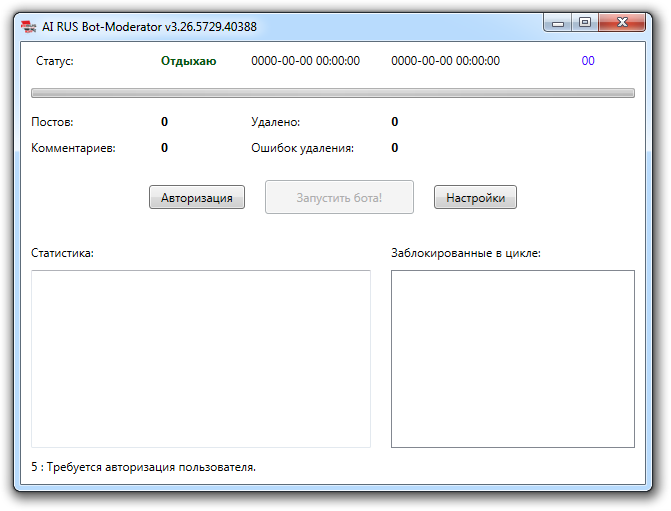 AI RUS Bot-Moderator v3.26.5729.40388
Статус: Отдыхаю 0000-00-00 00:00:00 0000-00-00 00:00:00 00
Постов: 0 Удалено: 0
Комментариев: 0 Ошибок удаления: 0
Авторизация Запустить бота! Настройки
Статистика: Заблокированные в цикле:
5 : Требуется авторизация пользователя.